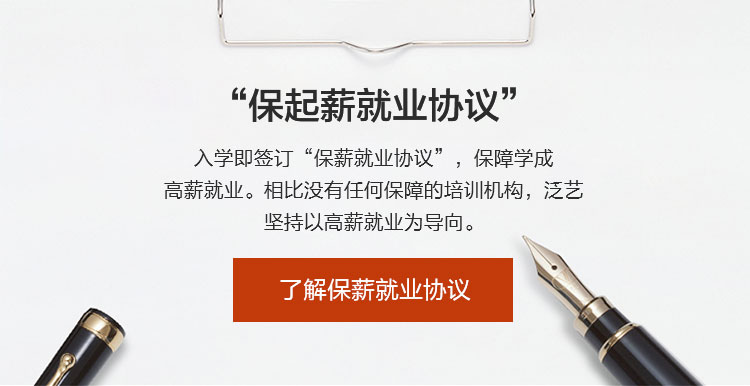 “保起薪就业协议”
入学即签订“保薪就业协议”，保障学成
高薪就业。相比没有任何保障的培训机构，泛艺
坚持以高薪就业为导向。
了解保薪就业协议